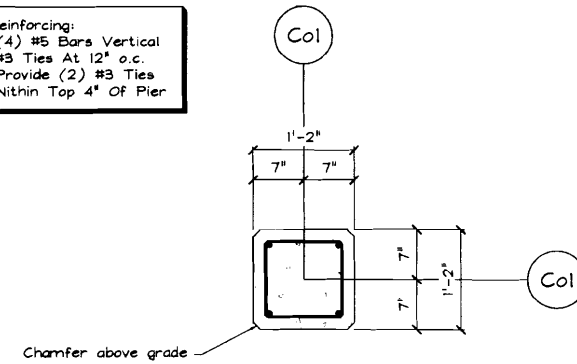 einforcing:
(4) #5 Bars Vertical
#3 Ties At 12" o.c.
Provide (2) #3 Ties
Within Top 4" Of Pier
Col
1'-2"
7" 7"
7"
1'-2"
7"
Col
Chamfer above grade